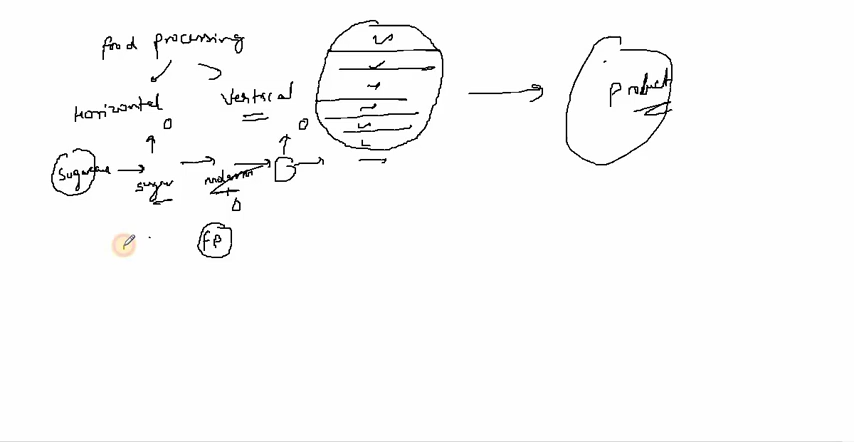 food processing
Horizontal
Vertical
Sugarcane
sugar
B
FP
Product